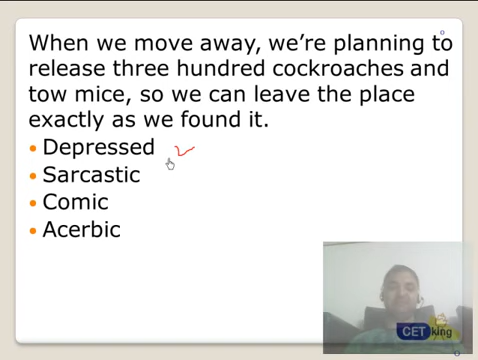 When we move away, we're planning to
release three hundred cockroaches and
tow mice, so we can leave the place
exactly as we found it.
Depressed
Sarcastic
Comic
Acerbic
CET king